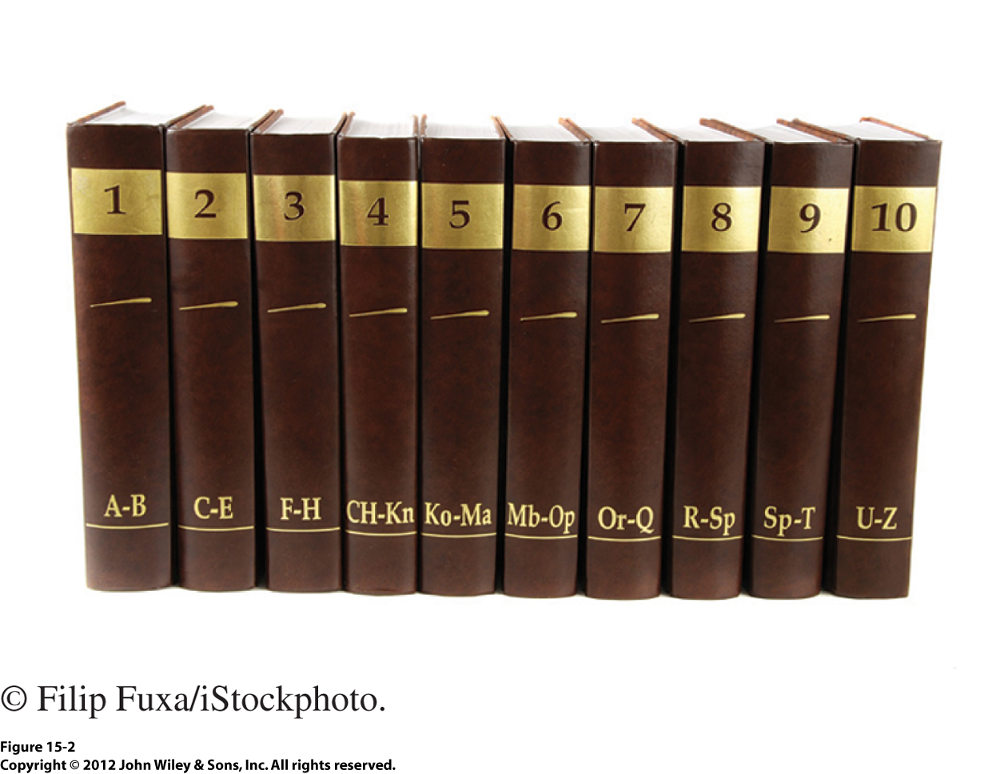 1 2 3 4 5 6 7 8 9 10
A-B C-E F-H CH-Kn Ko-Ma Mb-Op Or-Q R-Sp Sp-T U-Z
© Filip Fuxa/iStockphoto.
Figure 15-2
Copyright © 2012 John Wiley & Sons, Inc. All rights reserved.